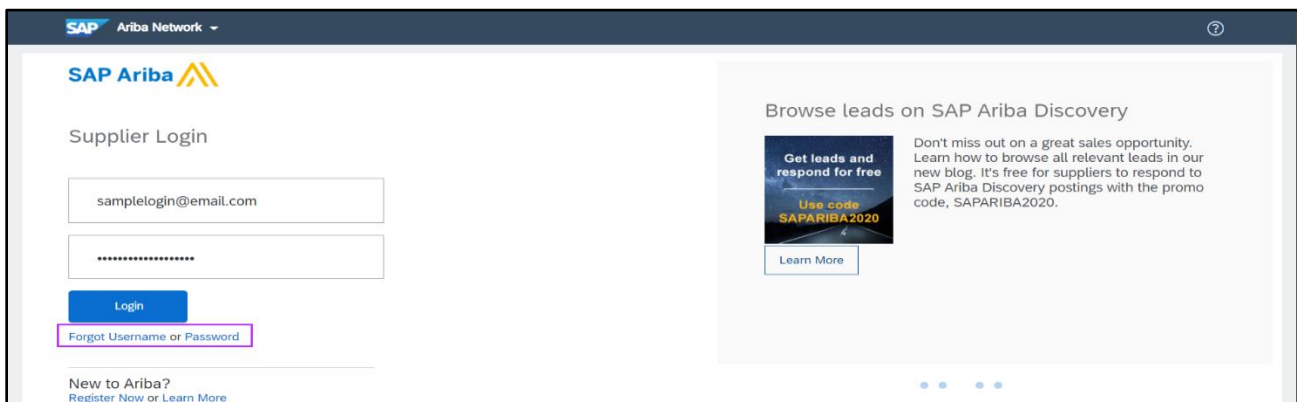 SAP Ariba Network
SAP Ariba
Supplier Login
samplelogin@email.com
Login
Forgot Username or Password
New to Ariba?
Register Now or Learn More
Browse leads on SAP Ariba Discovery
Get leads and
respond for free
Use code
SAPARIBA2020
Don't miss out on a great sales opportunity.
Learn how to browse all relevant leads in our
new blog. It's free for suppliers to respond to
SAP Ariba Discovery postings with the promo
code, SAPARIBA2020.
Learn More